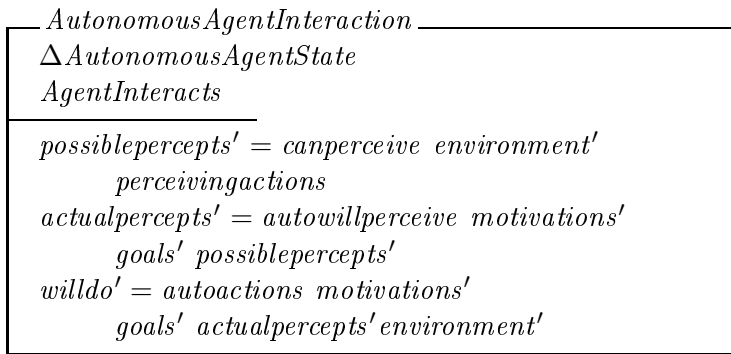 AutonomousAgentInteraction
ΔAutonomousAgentState
AgentInteracts
possiblepercepts′ = canperceive environment′
perceivingactions
actualpercepts′ = autowillperceive motivations′
goals′ possiblepercepts′
willdo′ = autoactions motivations′
goals′ actualpercepts′environment′